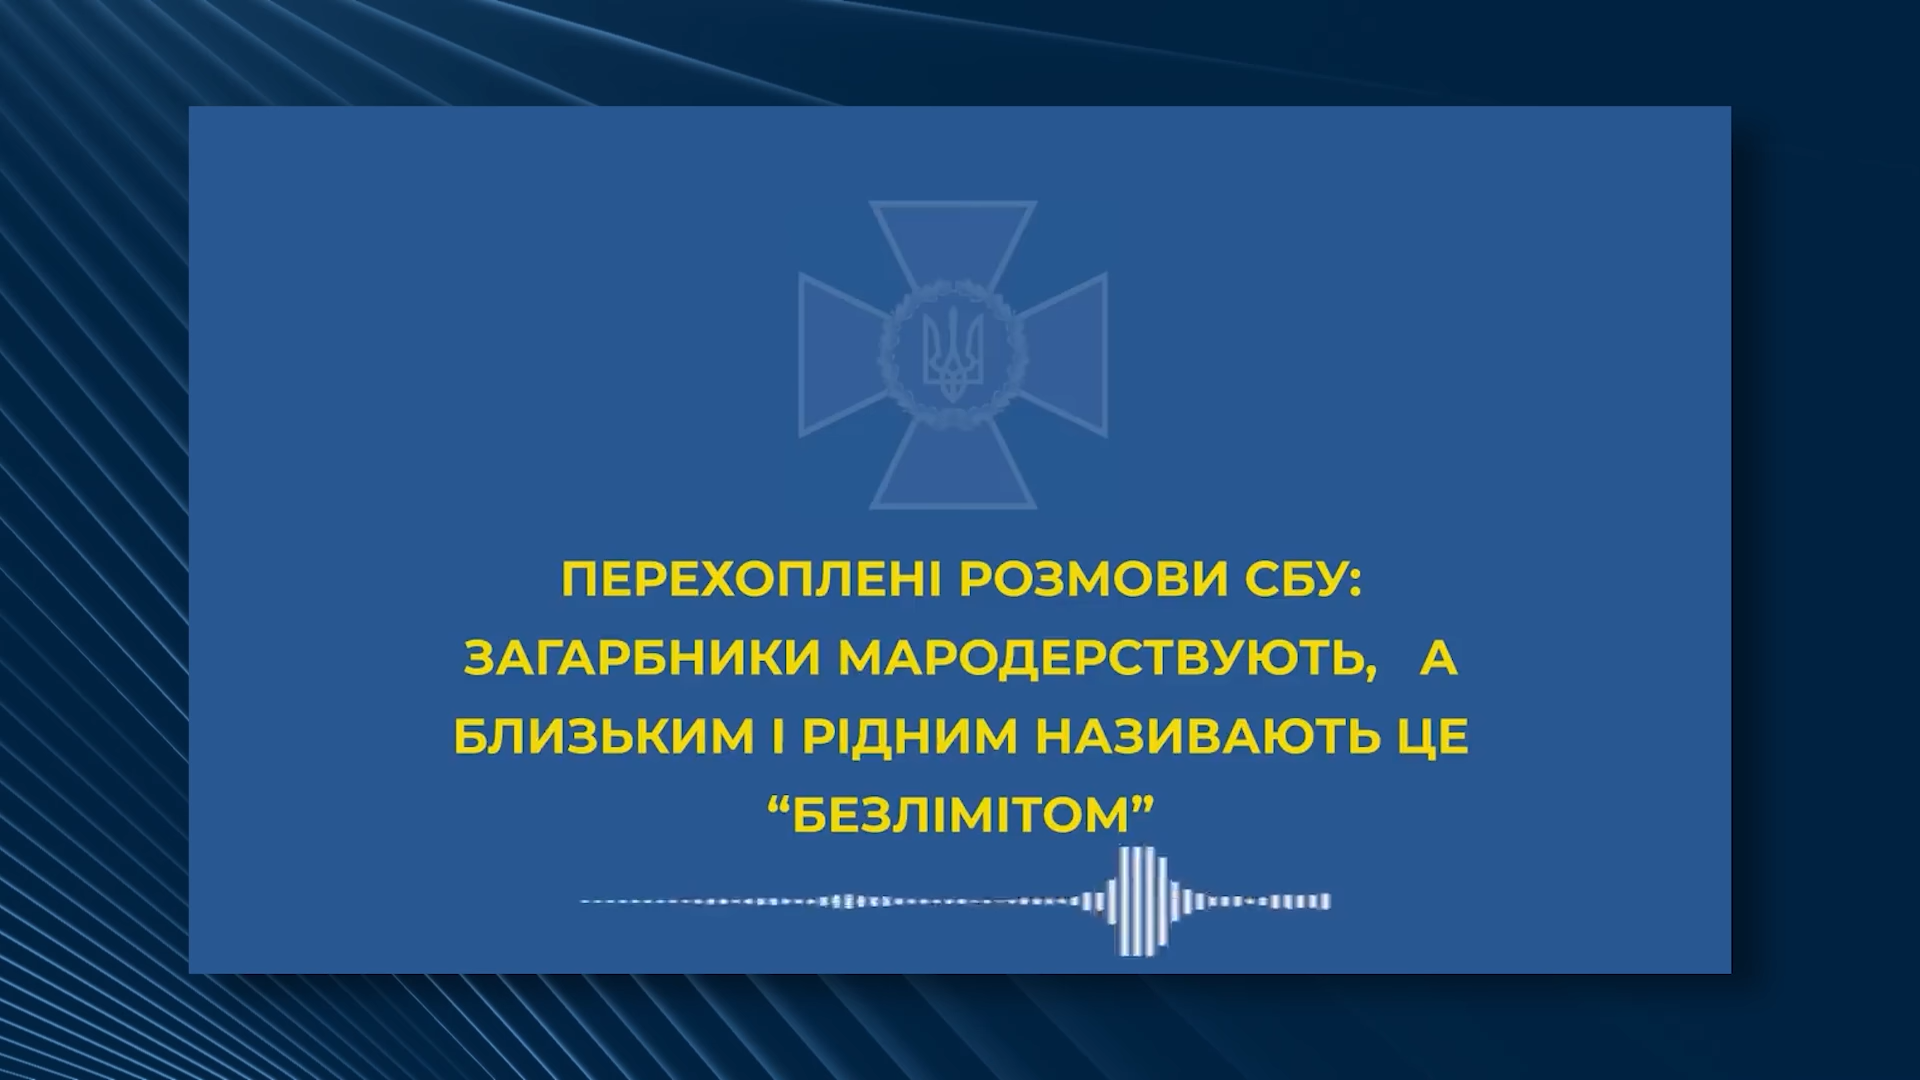 ПЕРЕХОПЛЕНІ РОЗМОВИ СБУ:
ЗАГАРБНИКИ МАРОДЕРСТВУЮТЬ, А
БЛИЗЬКИМ І РІДНИМ НАЗИВАЮТЬ ЦЕ
“БЕЗЛІМІТОМ”